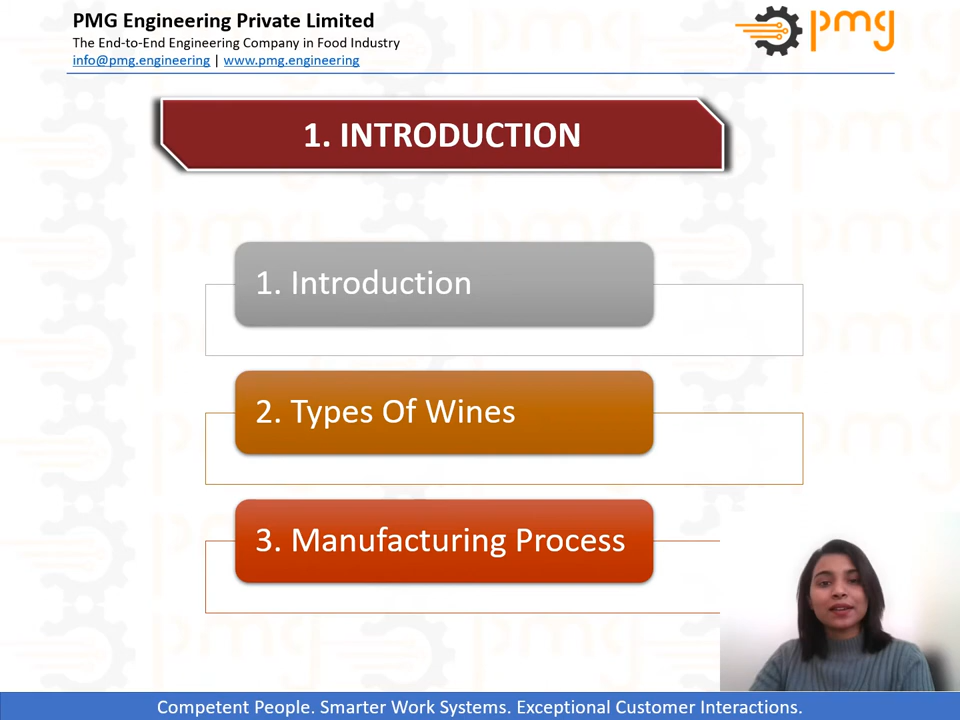 PMG Engineering Private Limited
The End-to-End Engineering Company in Food Industry
info@pmg.engineering | www.pmg.engineering
pmg
1. INTRODUCTION
1. Introduction
2. Types Of Wines
3. Manufacturing Process
Competent People. Smarter Work Systems. Exceptional Customer Interactions.